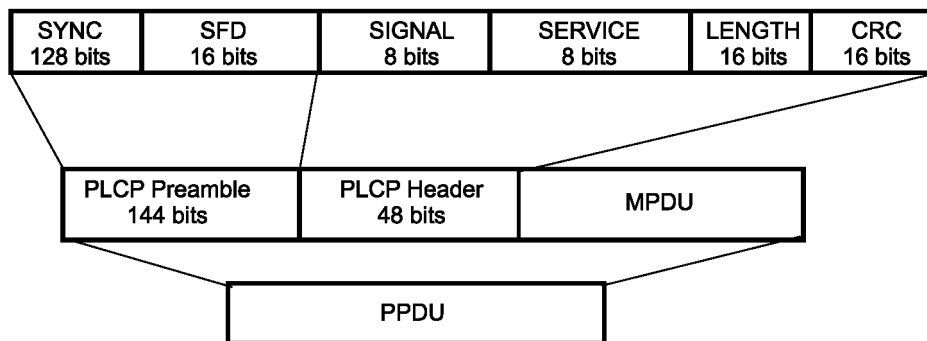 SYNC SFD SIGNAL SERVICE LENGTH CRC
128 bits 16 bits 8 bits 8 bits 16 bits 16 bits
PLCP Preamble PLCP Header MPDU
144 bits 48 bits
PPDU